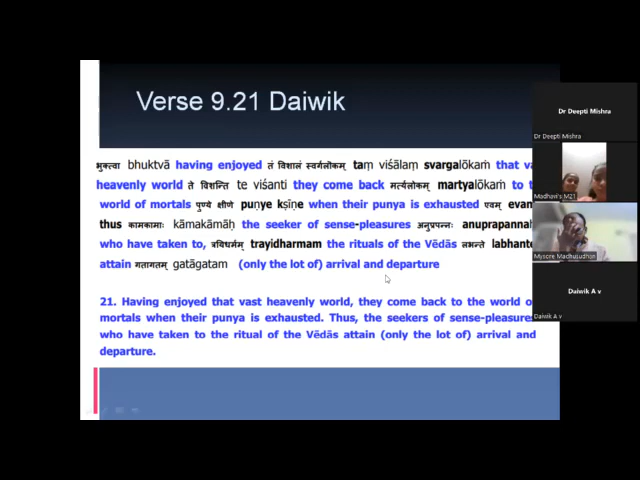 Verse 9.21 Daiwik
भुक्त्वा bhuktvā having enjoyed तं विशालं स्वर्गलोकम् taṃ viśālaṃ svargalōkaṁ that va
heavenly world ते विशन्ति te viśanti they come back मर्त्यलोकम् martyalōkaṁ to t
world of mortals पुण्ये क्षीणे puṇye kṣīṇe when their punya is exhausted एवम् evam
thus कामकामाः kāmakāmāḥ the seeker of sense-pleasures अनुप्रपन्नः anuprapannaḥ
who have taken to, त्रयिधर्मम् trayidharmam the rituals of the Vēdās लभन्ते labhante
attain गतागतम् gatāgatam (only the lot of) arrival and departure
21. Having enjoyed that vast heavenly world, they come back to the world of
mortals when their punya is exhausted. Thus, the seekers of sense-pleasures
who have taken to the ritual of the Vēdās attain (only the lot of) arrival and
departure.
Dr Deepti Mishra
Dr Deepti Mishra
Madhavi's M21
Mysore Madhusudhan
Daiwik A v
Daiwik A v